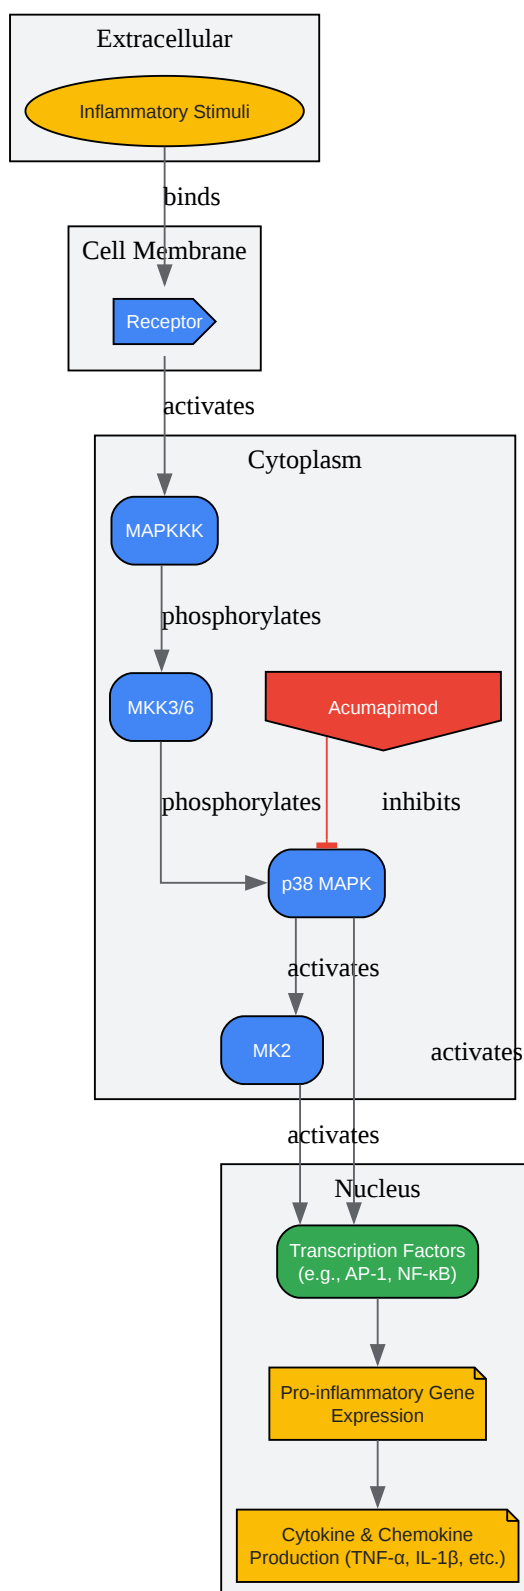 Extracellular
Inflammatory Stimuli
binds
Cell Membrane
Receptor
activates
Cytoplasm
MAPKKK
phosphorylates
MKK3/6
Acumapimod
phosphorylates
inhibits
p38 MAPK
activates
MK2
activates
activates
Nucleus
Transcription Factors
(e.g., AP-1, NF-κB)
Pro-inflammatory Gene
Expression
Cytokine & Chemokine
Production (TNF-α, IL-1β, etc.)